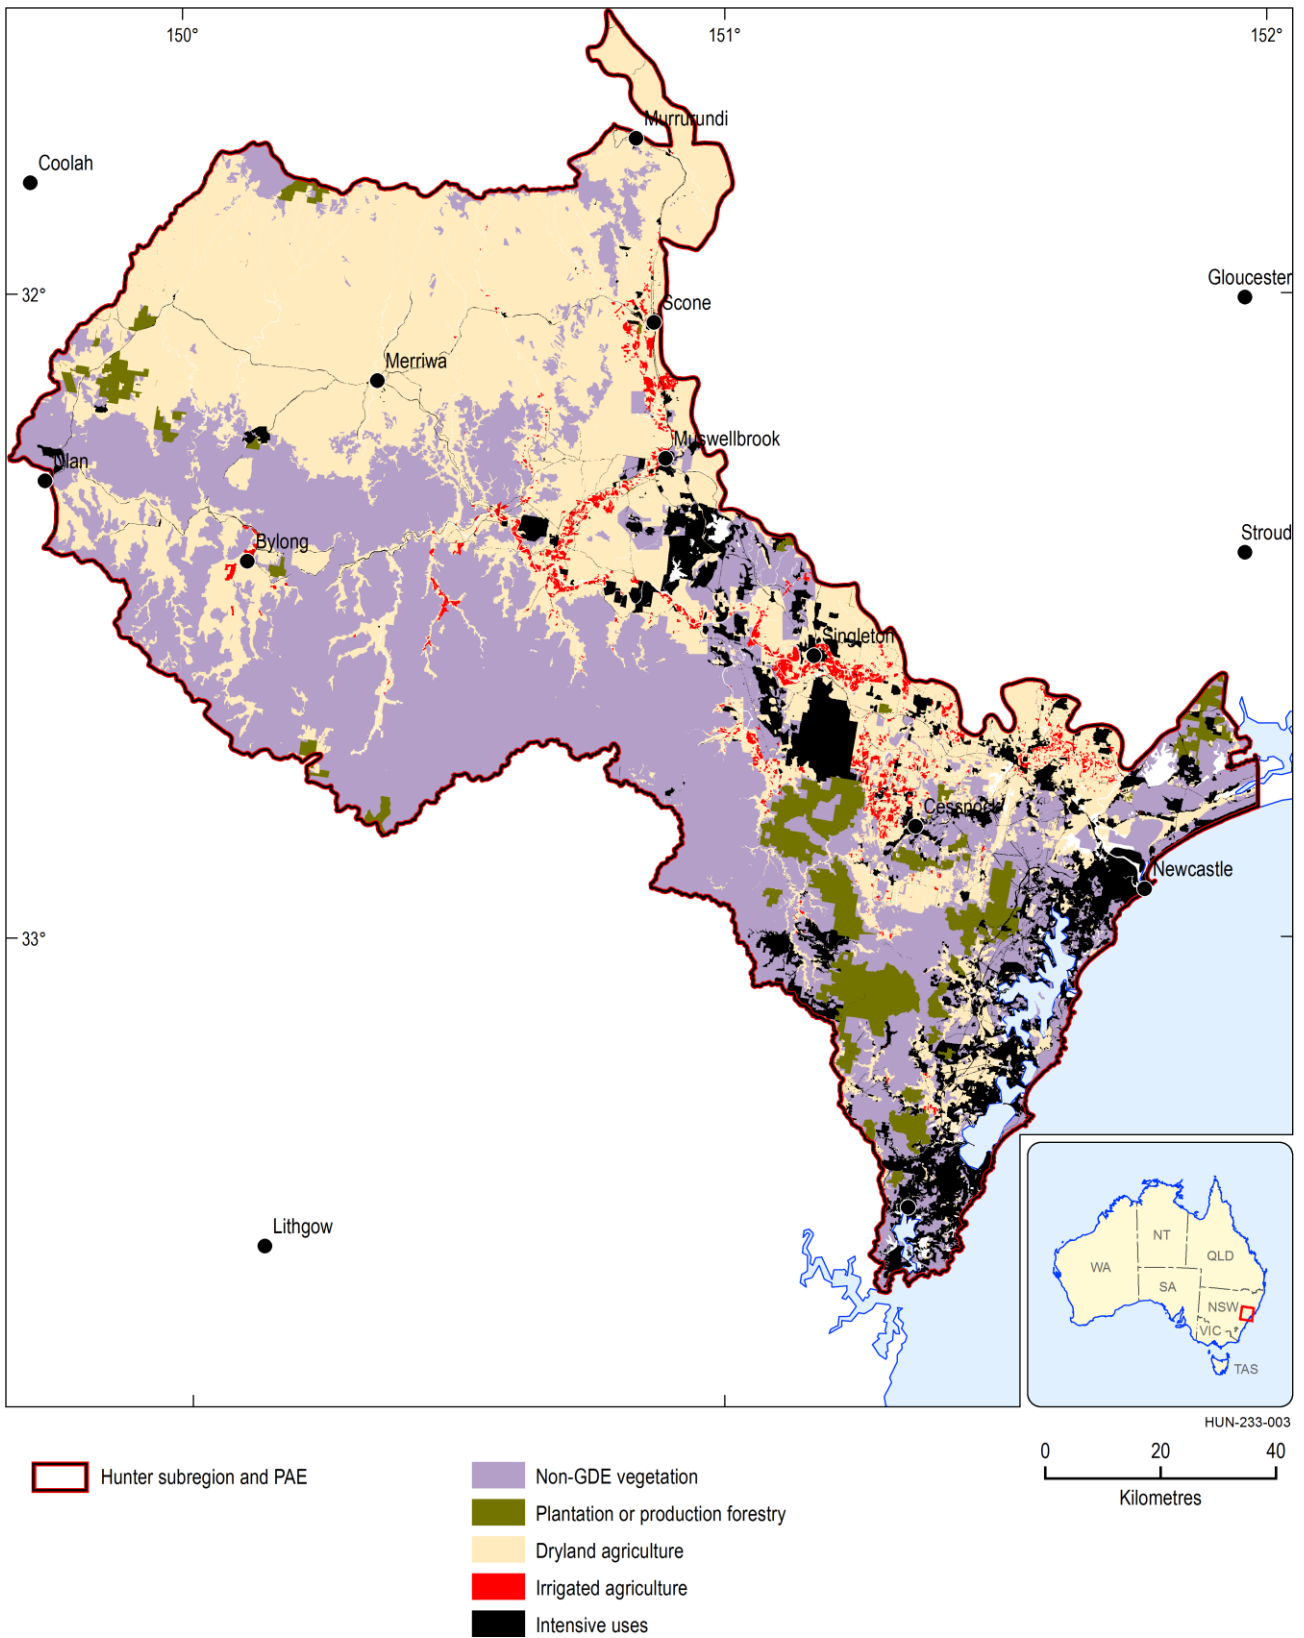 150°
151°
152°
Murrurundi
Coolah
Gloucester
32°
Scone
Merriwa
Muswellbrook
Ulan
Stroud
Bylong
Singleton
Cessnock
Newcastle
33°
Lithgow
NT
QLD
WA
SA
NSW
VIC
TAS
HUN-233-003
Hunter subregion and PAE
Non-GDE vegetation
Plantation or production forestry
Dryland agriculture
Irrigated agriculture
Intensive uses
0 20 40
Kilometres